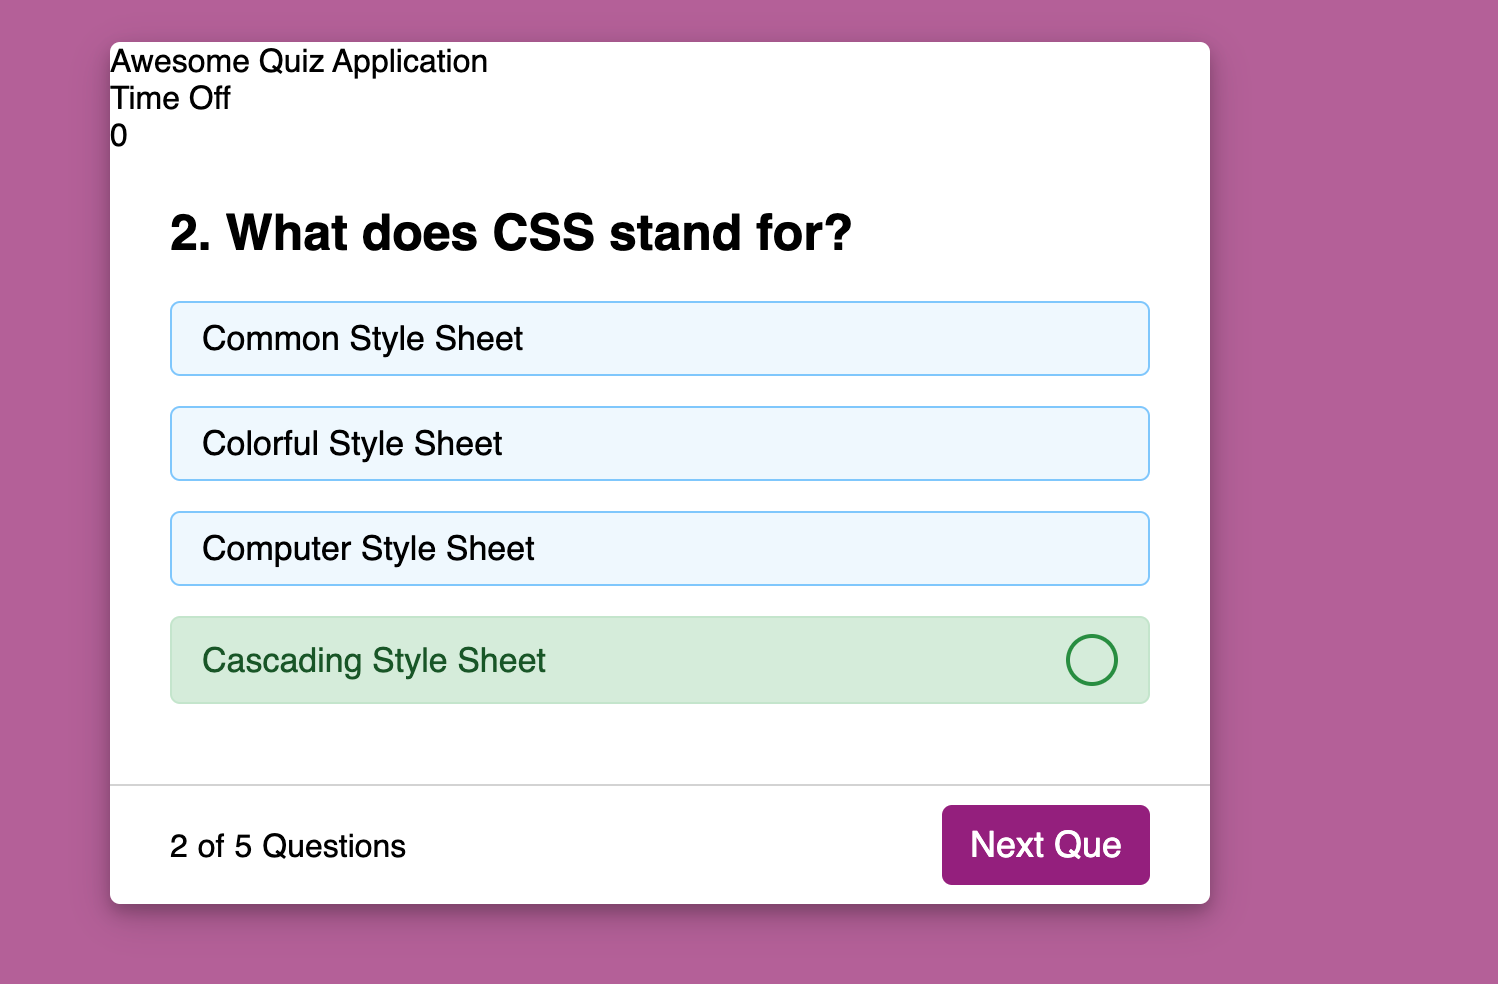 Awesome Quiz Application
Time Off
0
2. What does CSS stand for?
Common Style Sheet
Colorful Style Sheet
Computer Style Sheet
Cascading Style Sheet
2 of 5 Questions
Next Que